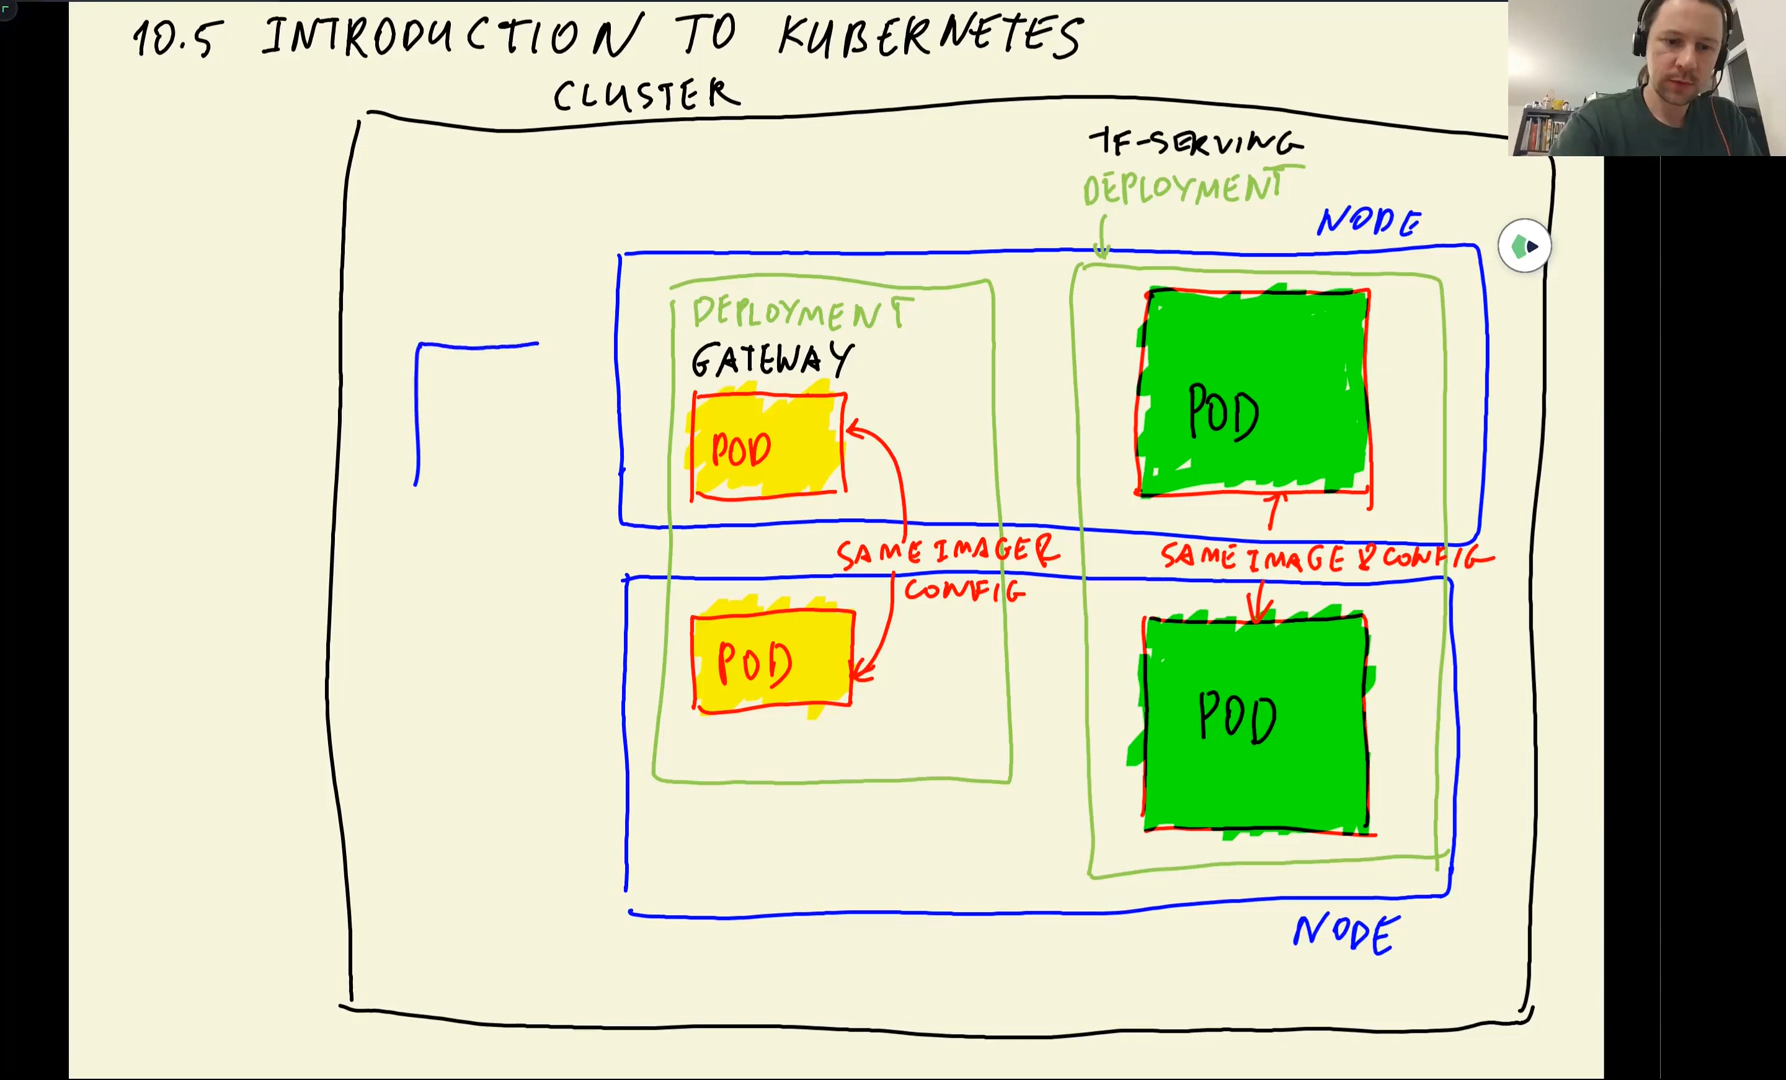 10.5 INTRODUCTION TO KUBERNETES
CLUSTER
TF-SERVING
DEPLOYMENT
NODE
DEPLOYMENT
GATEWAY
POD
POD
SAME IMAGE &
CONFIG
SAME IMAGE & CONFIG
POD
POD
NODE